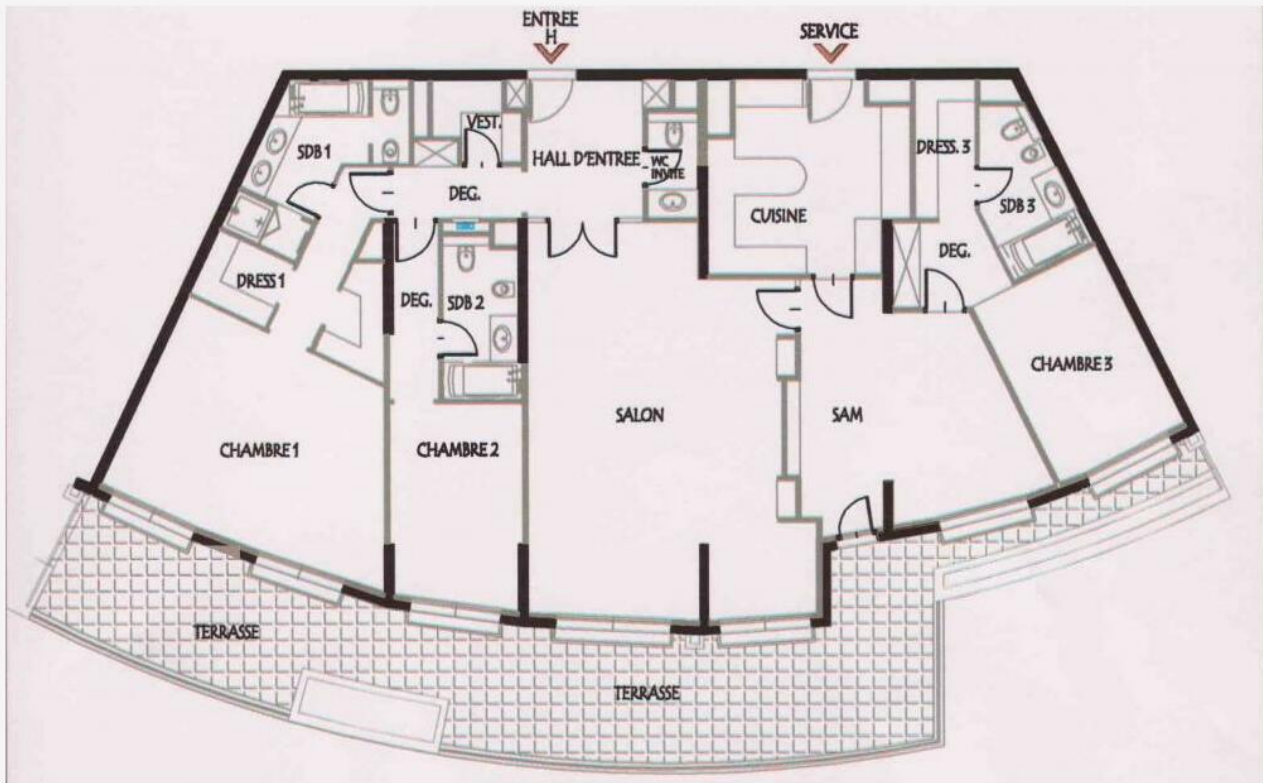 ENTREE
H
SERVICE
SDB 1
VEST.
HALL D'ENTREE
WC
INVITE
DEG.
CUISINE
DRESS. 3
SDB 3
DEG.
DRESS 1
DEG.
SDB 2
CHAMBRE 3
CHAMBRE 1
CHAMBRE 2
SALON
SAM
TERRASSE
TERRASSE